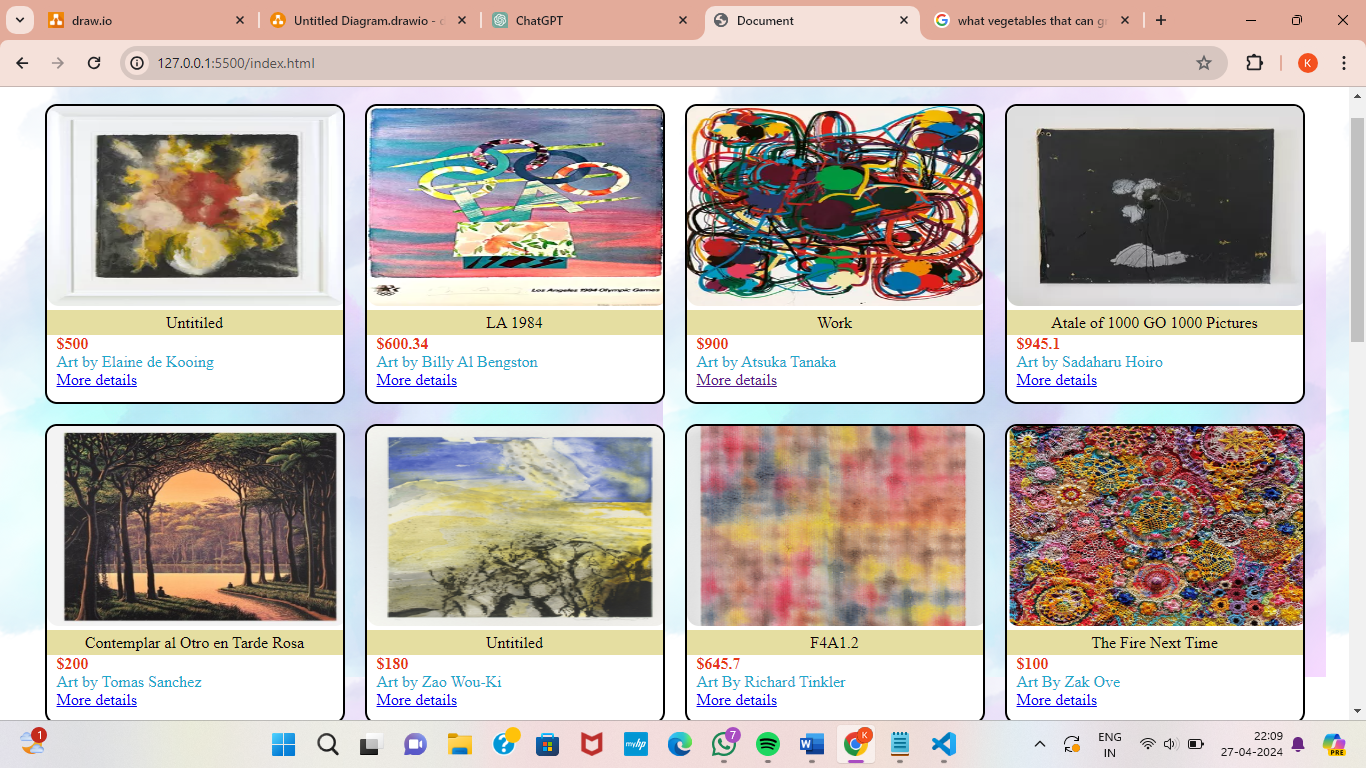 draw.io
Untitled Diagram.drawio - d
ChatGPT
Document
what vegetables that can g
127.0.0.1:5500/index.html
K
Los Angeles 1984 Olympic Games
Untitiled
LA 1984
Work
Atale of 1000 GO 1000 Pictures
$500
$600.34
$900
$945.1
Art by Elaine de Kooing
Art by Billy Al Bengston
Art by Atsuka Tanaka
Art by Sadaharu Hoiro
More details
More details
More details
More details
Contemplar al Otro en Tarde Rosa
Untitiled
F4A1.2
The Fire Next Time
$200
$180
$645.7
$100
Art by Tomas Sanchez
Art by Zao Wou-Ki
Art By Richard Tinkler
Art By Zak Ove
More details
More details
More details
More details
1
myhp
7
K
ENG
IN
22:09
27-04-2024
PRE